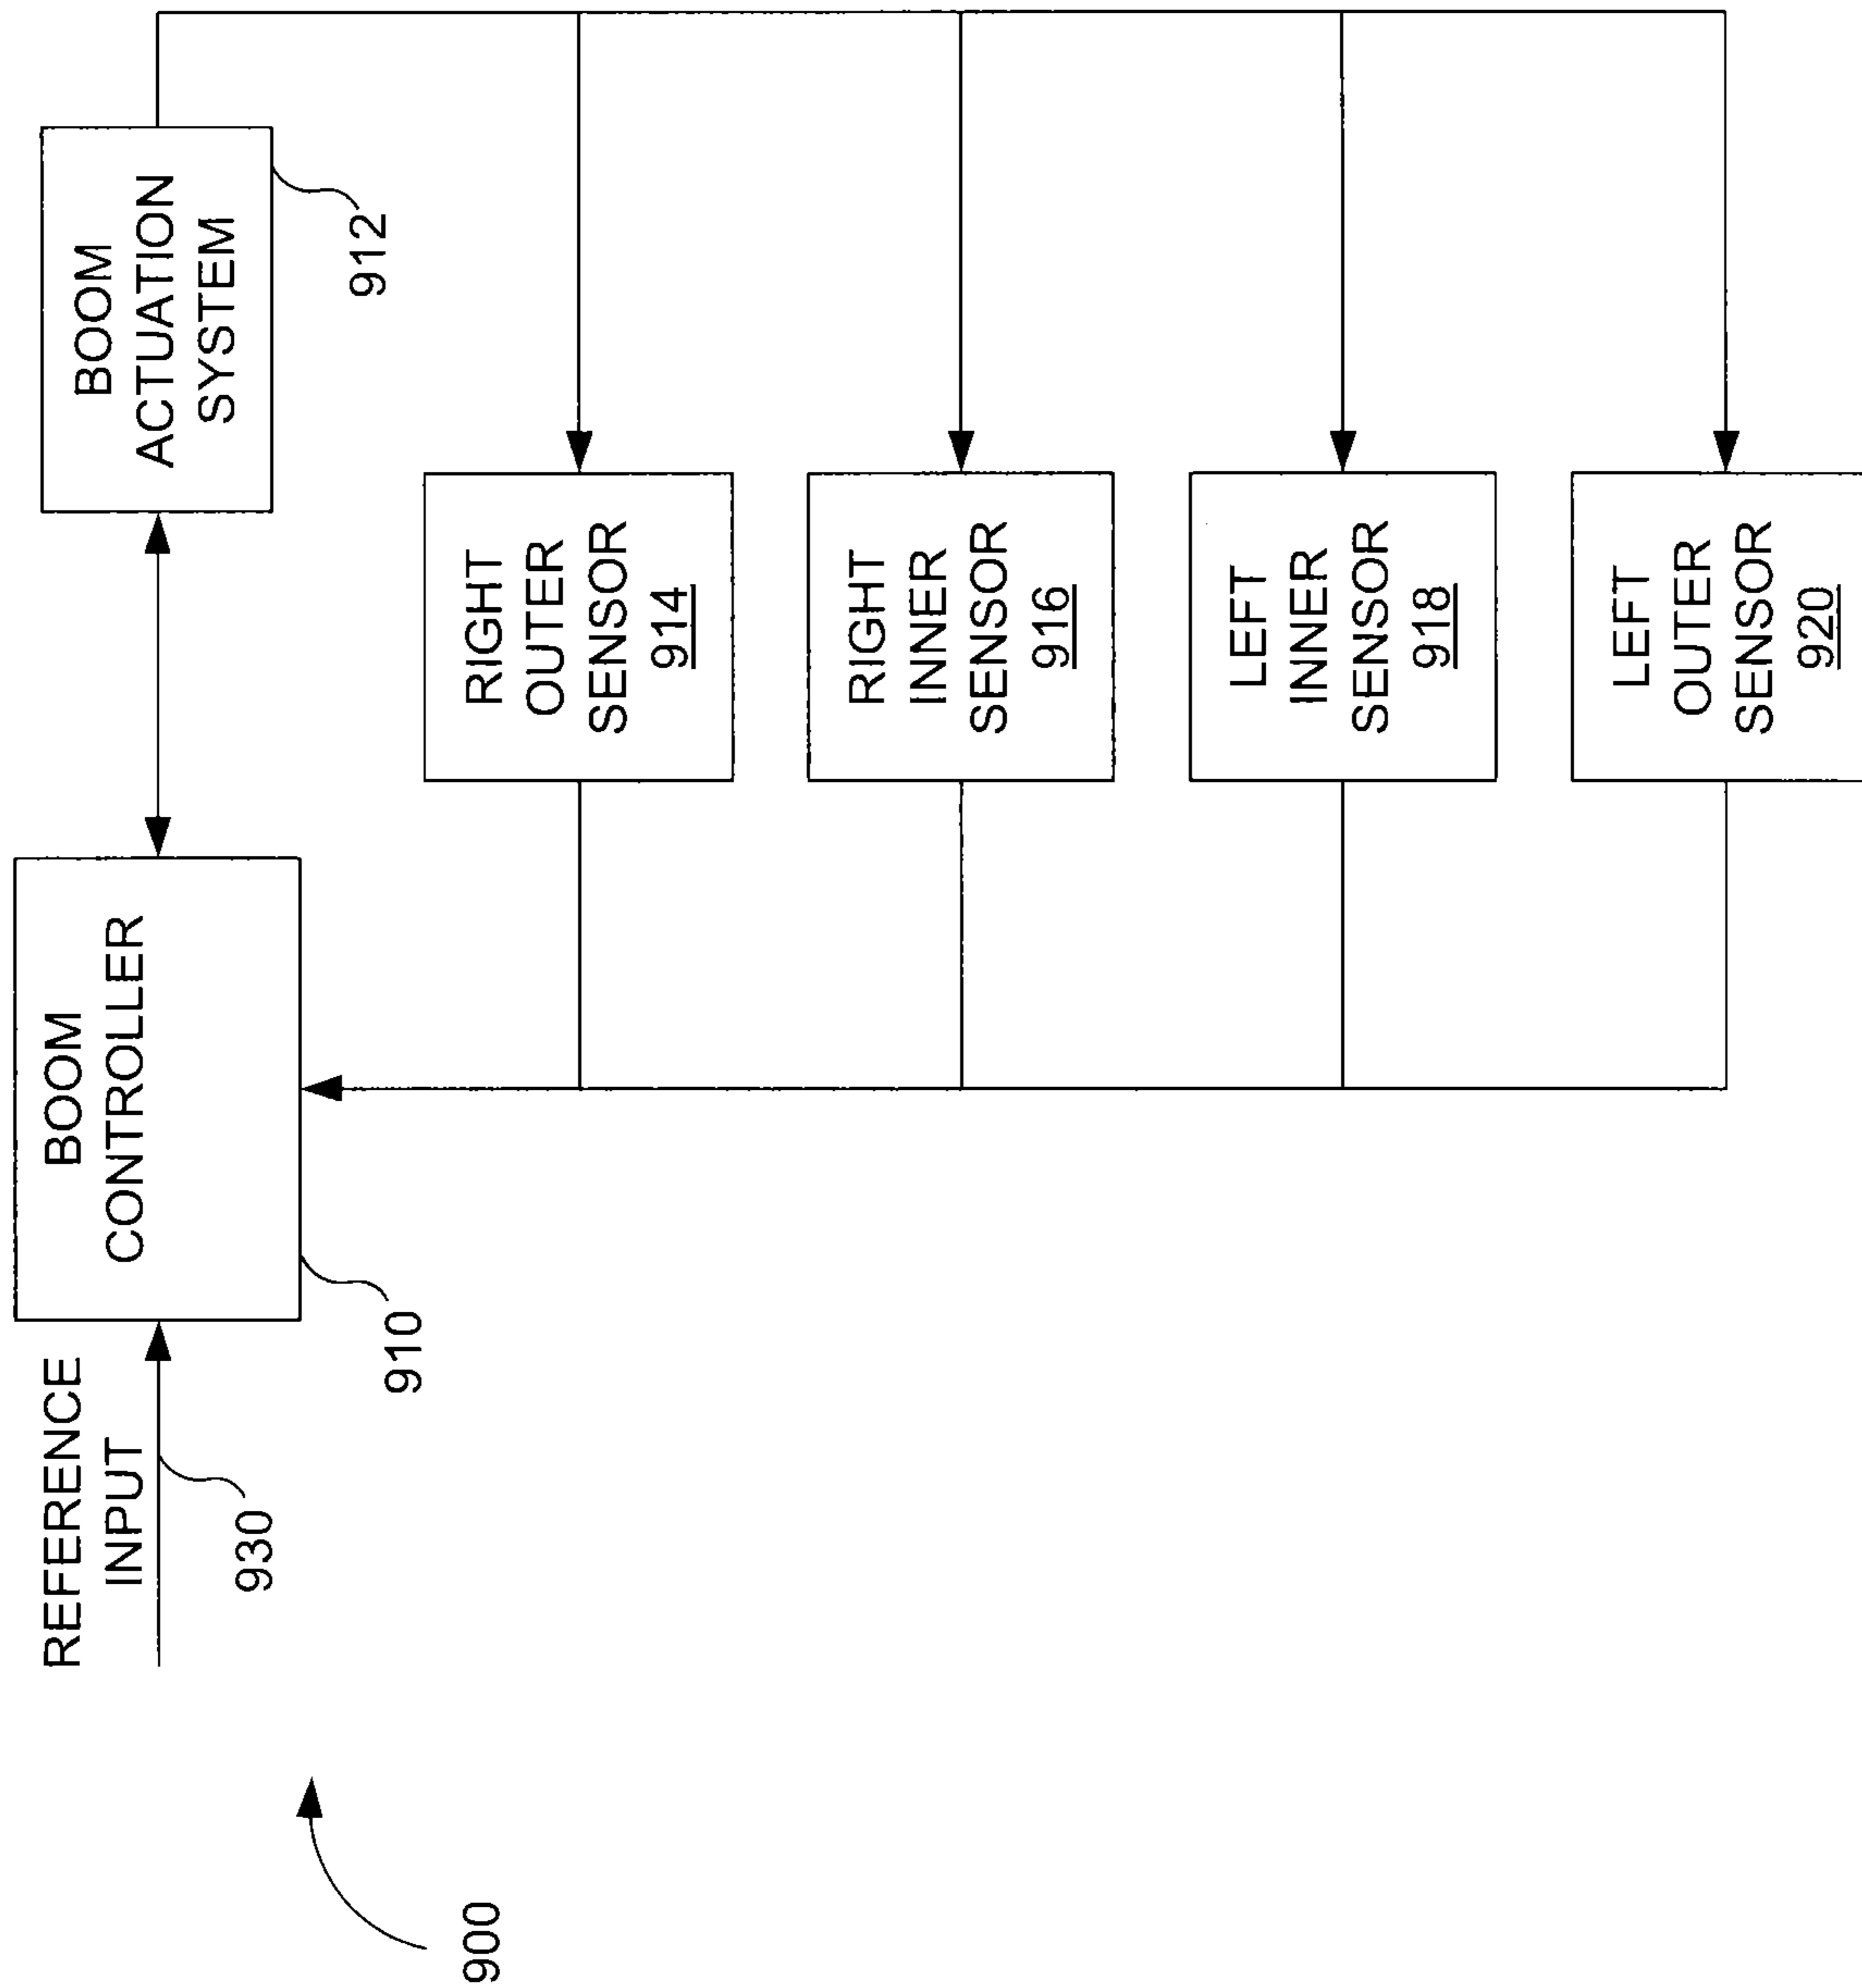 900
REFERENCE
INPUT
930
BOOM
CONTROLLER
910
BOOM
ACTUATION
SYSTEM
912
RIGHT
OUTER
SENSOR
914
RIGHT
INNER
SENSOR
916
LEFT
INNER
SENSOR
918
LEFT
OUTER
SENSOR
920